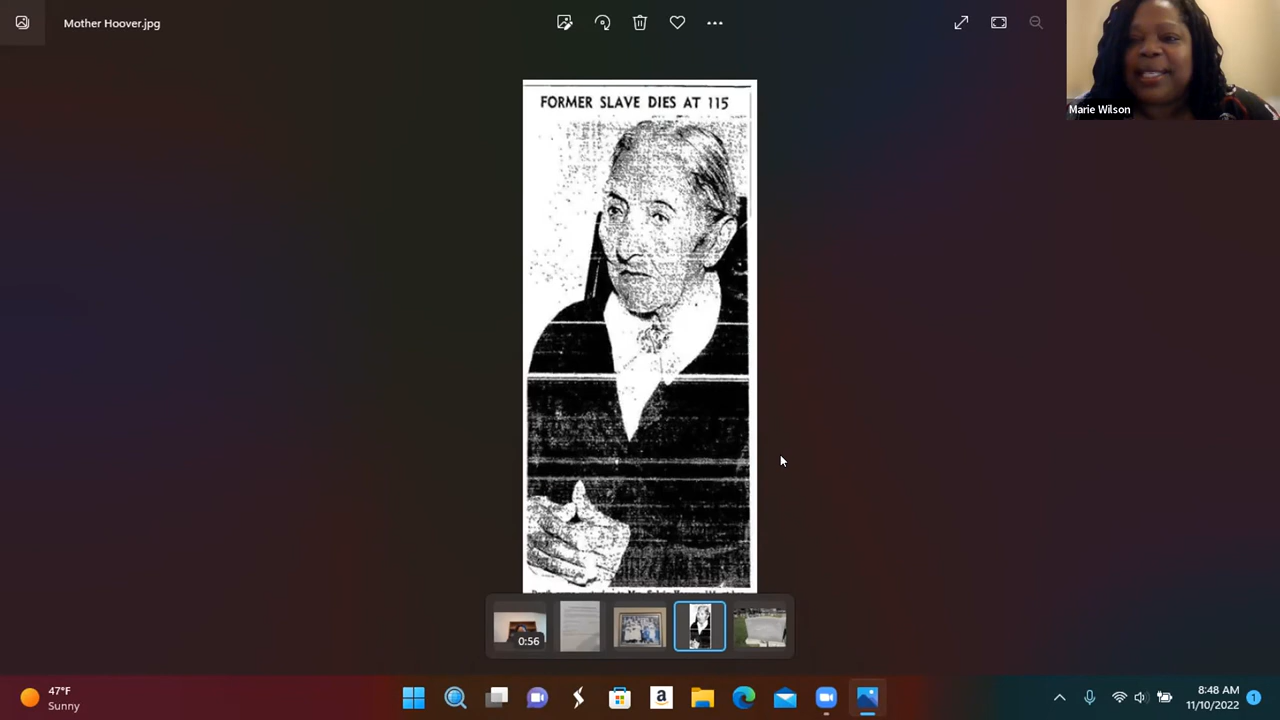 Mother Hoover.jpg
Marie Wilson
FORMER SLAVE DIES AT 115
0:56
47°F
Sunny
8:48 AM
11/10/2022
1